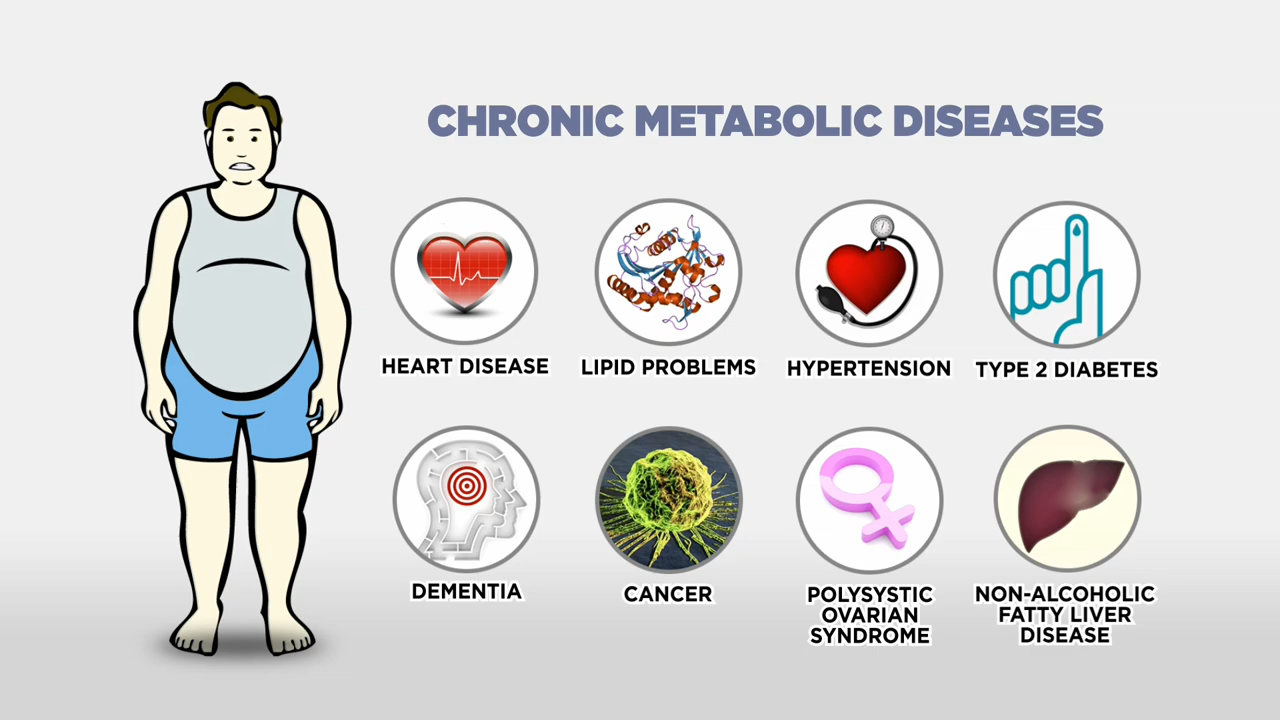 CHRONIC METABOLIC DISEASES
HEART DISEASE
LIPID PROBLEMS
HYPERTENSION
TYPE 2 DIABETES
DEMENTIA
CANCER
POLYSYSTIC
OVARIAN
SYNDROME
NON-ALCOHOLIC
FATTY LIVER
DISEASE